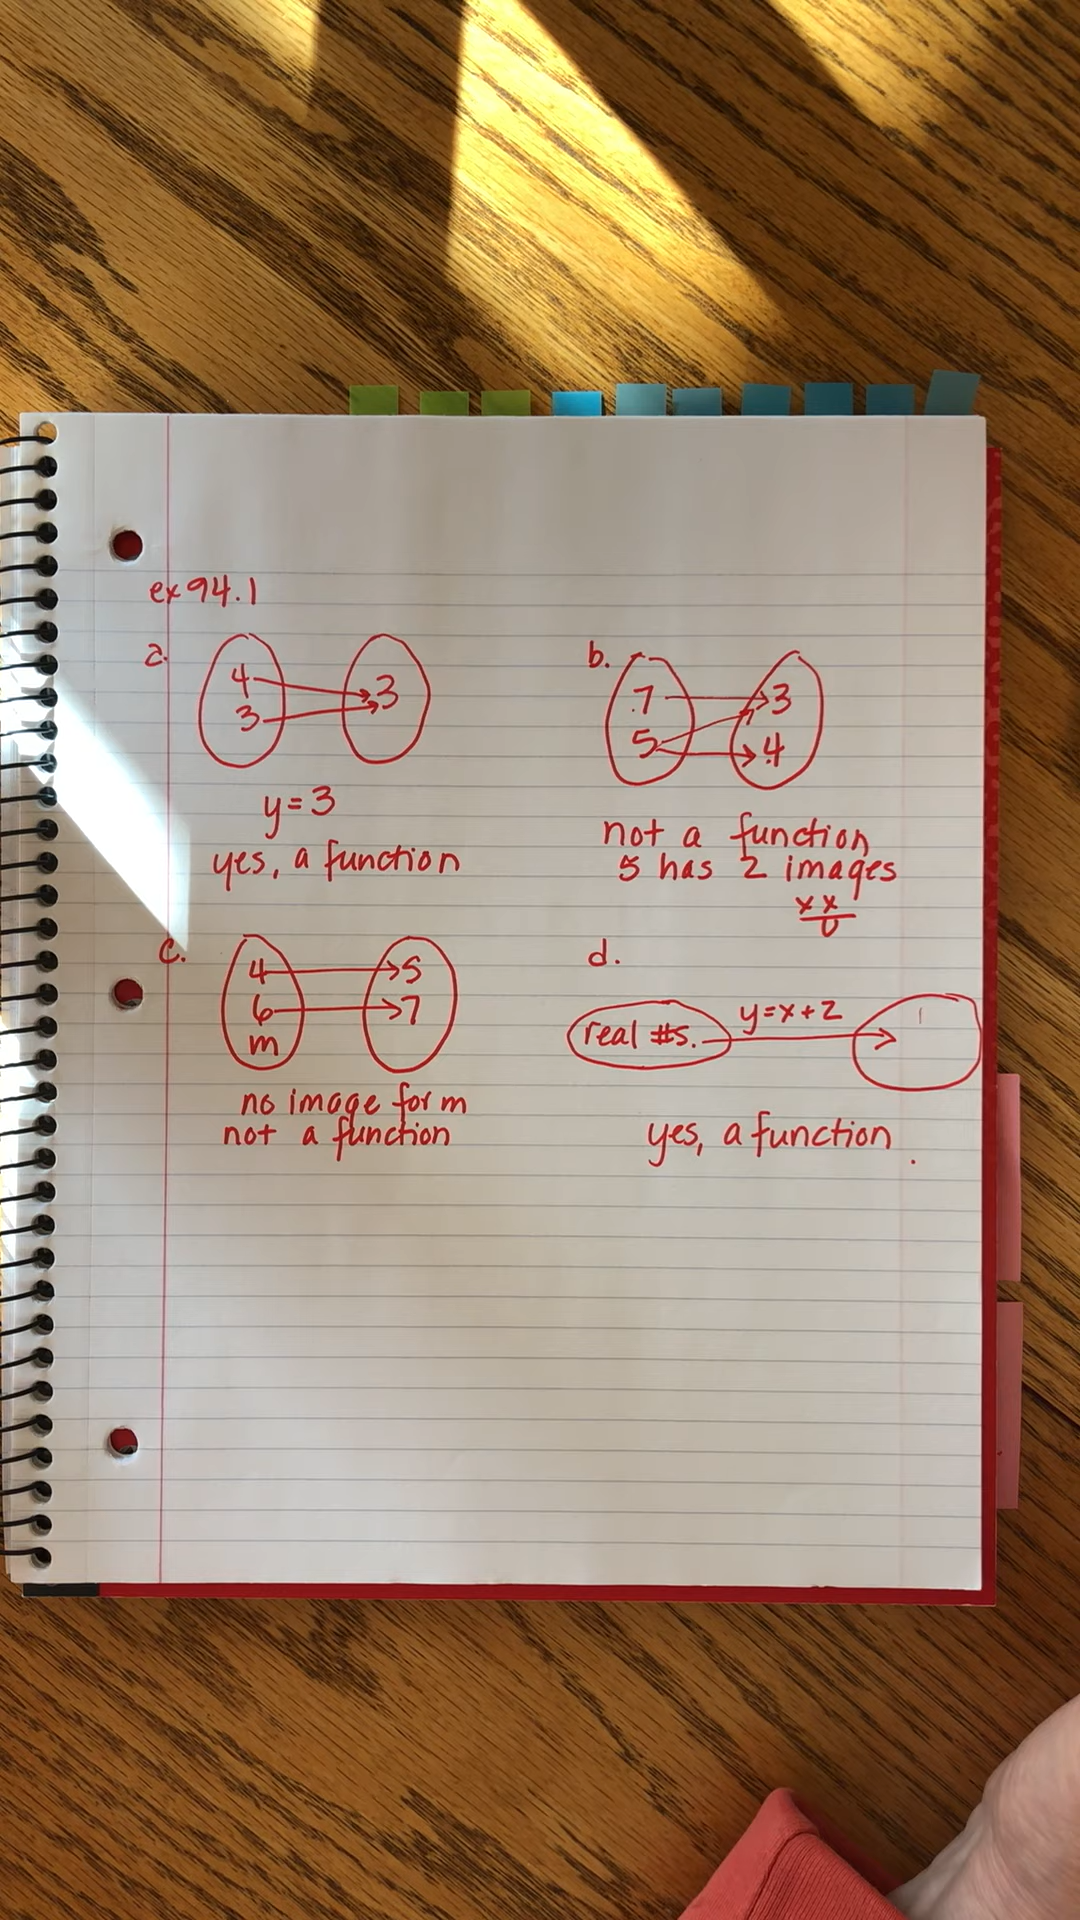 ex 94.1
a.
4
3
3
y=3
yes, a function
b.
7
5
3
4
not a function
5 has 2 images
x x
c.
4
6
m
5
7
no image for m
not a function
d.
real #s.
y=x+2
yes, a function